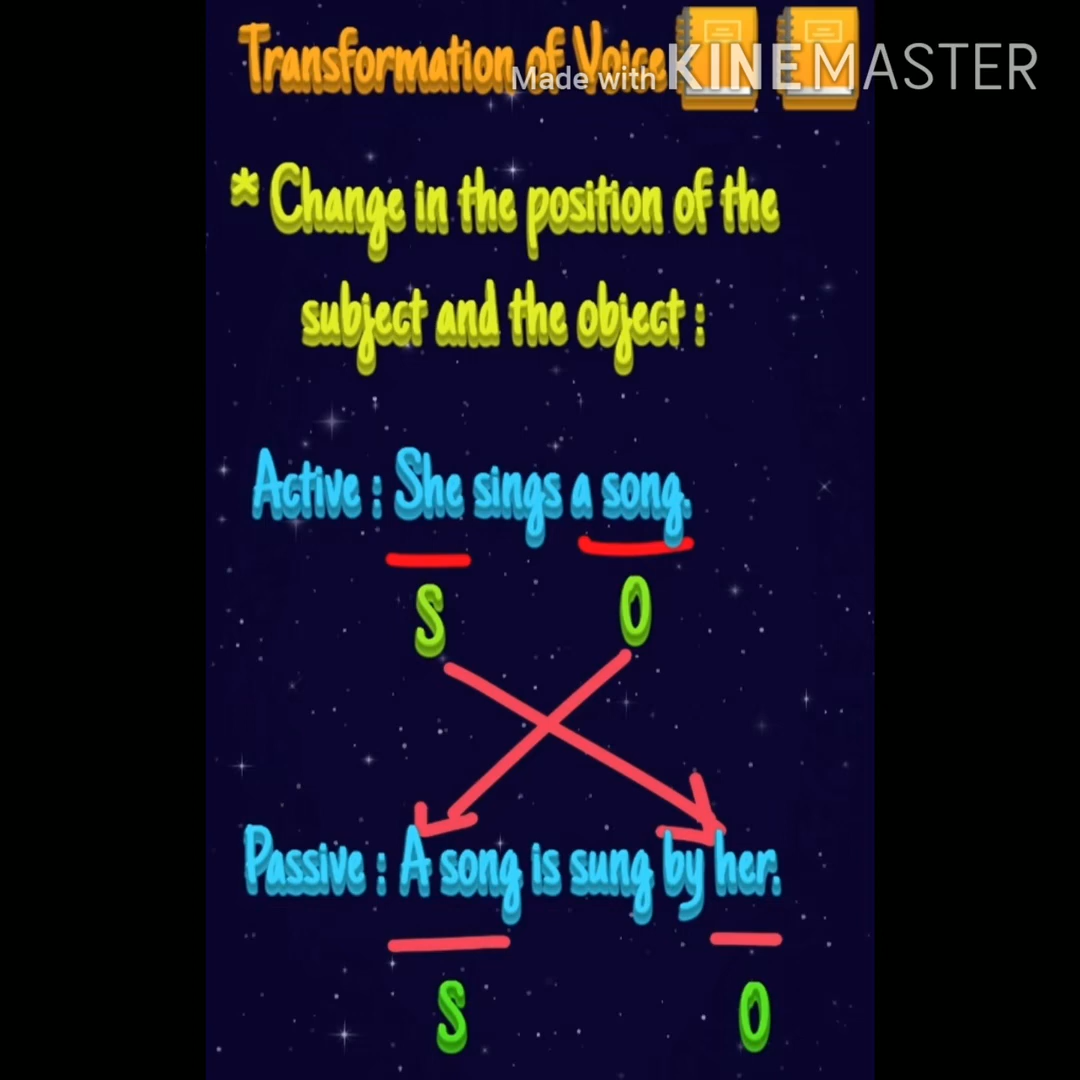 Transformation of Voice
Made with KINEMASTER
* Change in the position of the
subject and the object :
Active : She sings a song.
S O
Passive : A song is sung by her.
S O